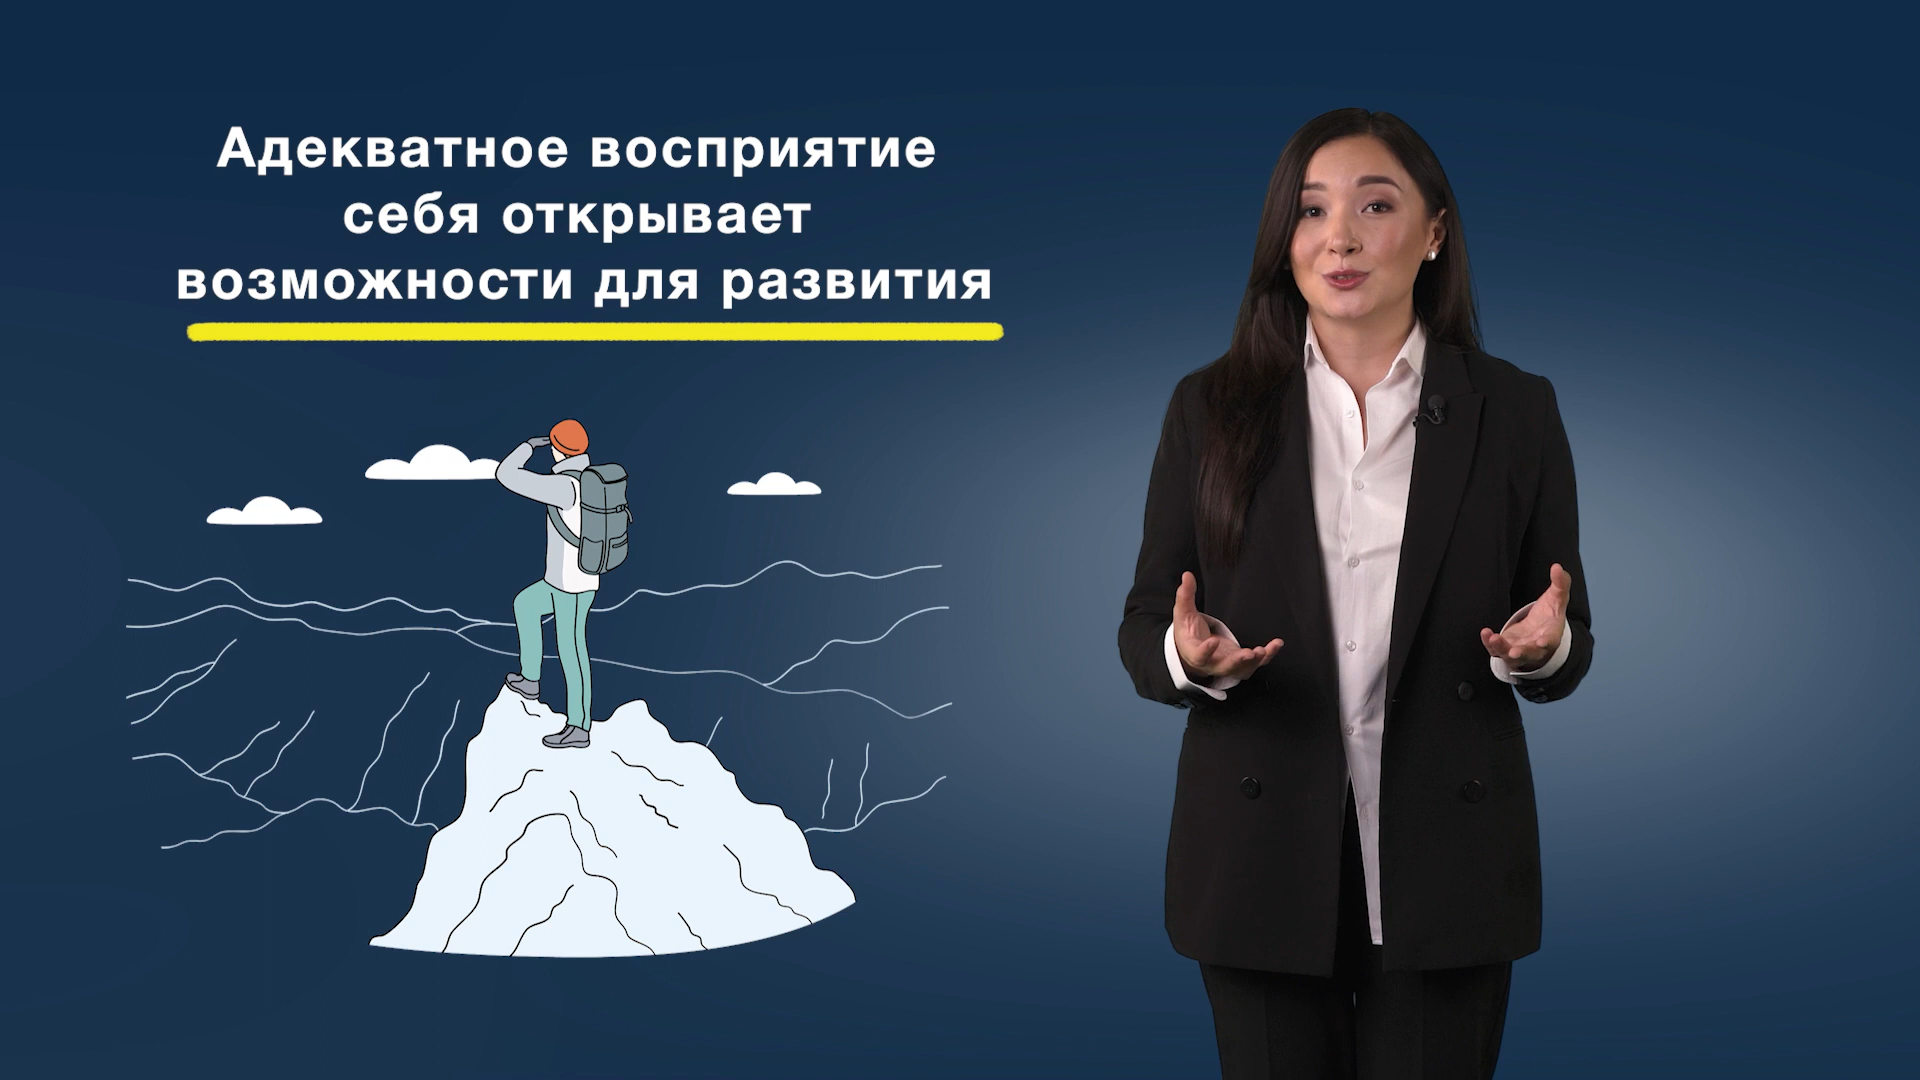 Адекватное восприятие
себя открывает
возможности для развития